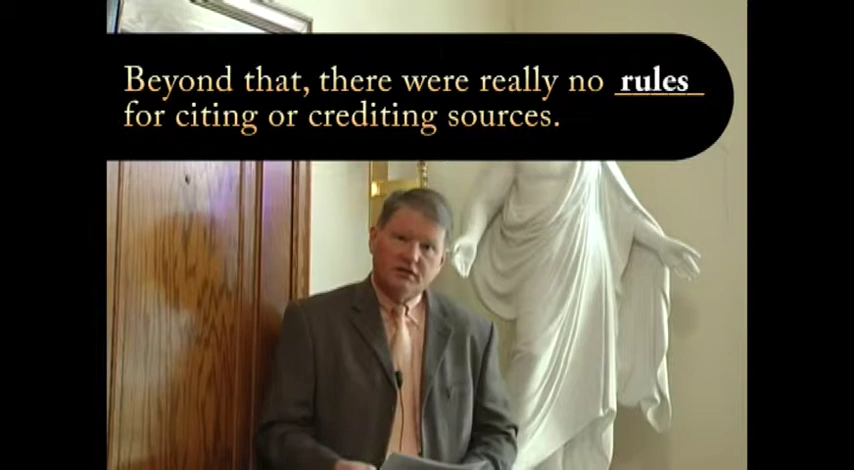 Beyond that, there were really no rules
for citing or crediting sources.